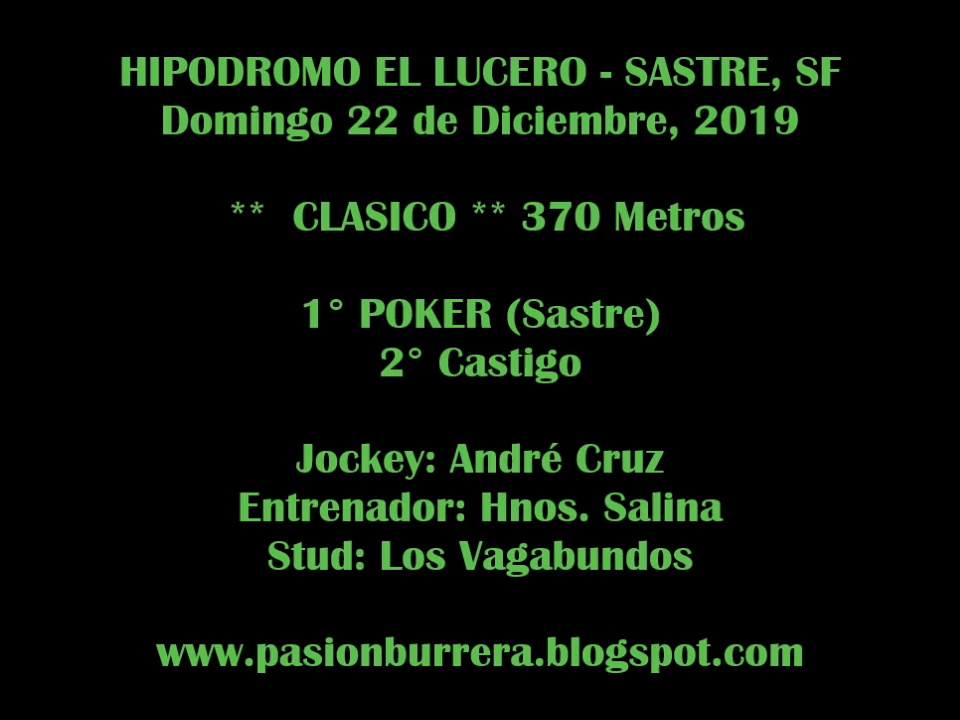 HIPODROMO EL LUCERO - SASTRE, SF
Domingo 22 de Diciembre, 2019
** CLASICO ** 370 Metros
1° POKER (Sastre)
2° Castigo
Jockey: André Cruz
Entrenador: Hnos. Salina
Stud: Los Vagabundos
www.pasionburrera.blogspot.com